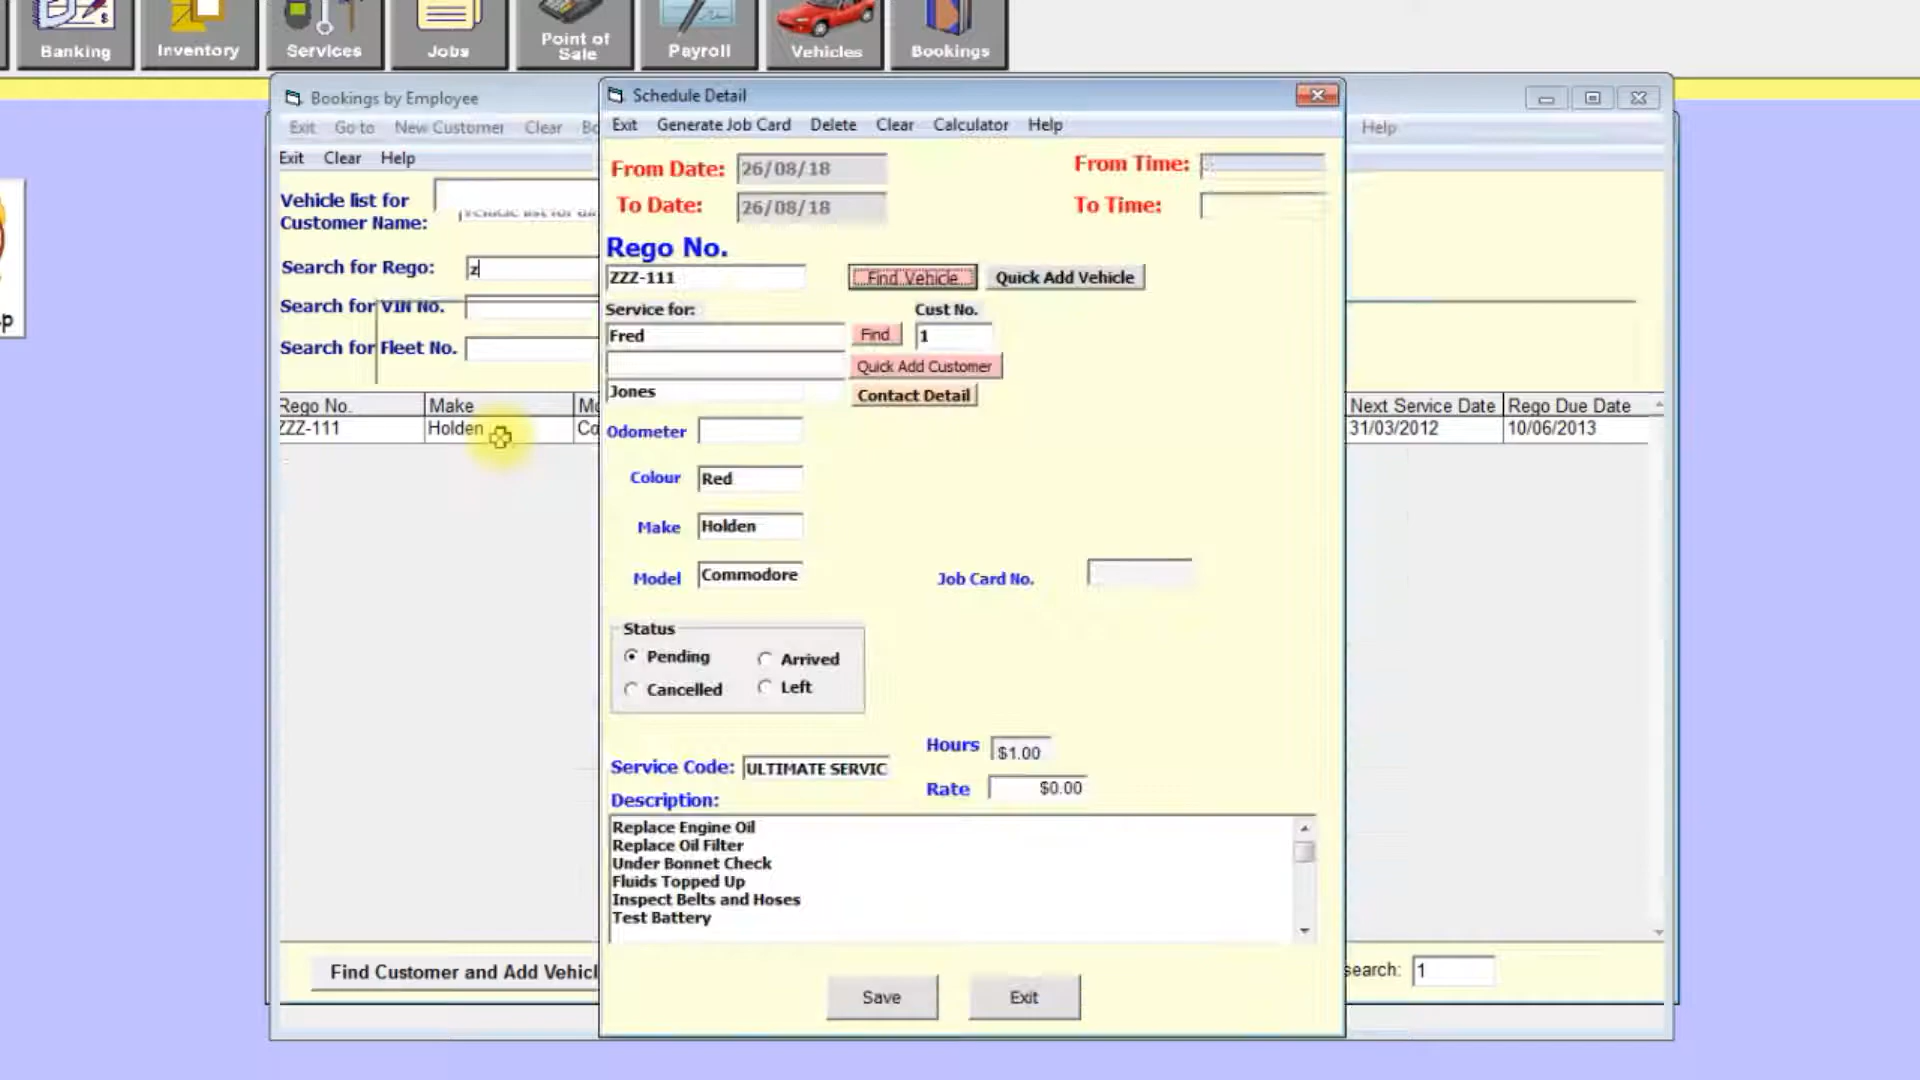 Banking
Inventory
Services
Jobs
Point of
Sale
Payroll
Vehicles
Bookings
Bookings by Employee
Exit Go to New Customer Clear
Help
Exit Clear Help
Vehicle list for
Customer Name:
Search for Rego: z
Search for VIN No.
Search for Fleet No.
Rego No. Make Next Service Date Rego Due Date
ZZZ-111 Holden 31/03/2012 10/06/2013
Find Customer and Add Vehicl
search: 1
Schedule Detail
Exit Generate Job Card Delete Clear Calculator Help
From Date: 26/08/18 From Time: :
To Date: 26/08/18 To Time:
Rego No.
ZZZ-111 Find Vehicle Quick Add Vehicle
Service for: Cust No.
Fred Find 1
Quick Add Customer
Jones Contact Detail
Odometer
Colour Red
Make Holden
Model Commodore Job Card No.
Status
Pending Arrived
Cancelled Left
Hours $1.00
Service Code: ULTIMATE SERVIC
Rate $0.00
Description:
Replace Engine Oil
Replace Oil Filter
Under Bonnet Check
Fluids Topped Up
Inspect Belts and Hoses
Test Battery
Save Exit